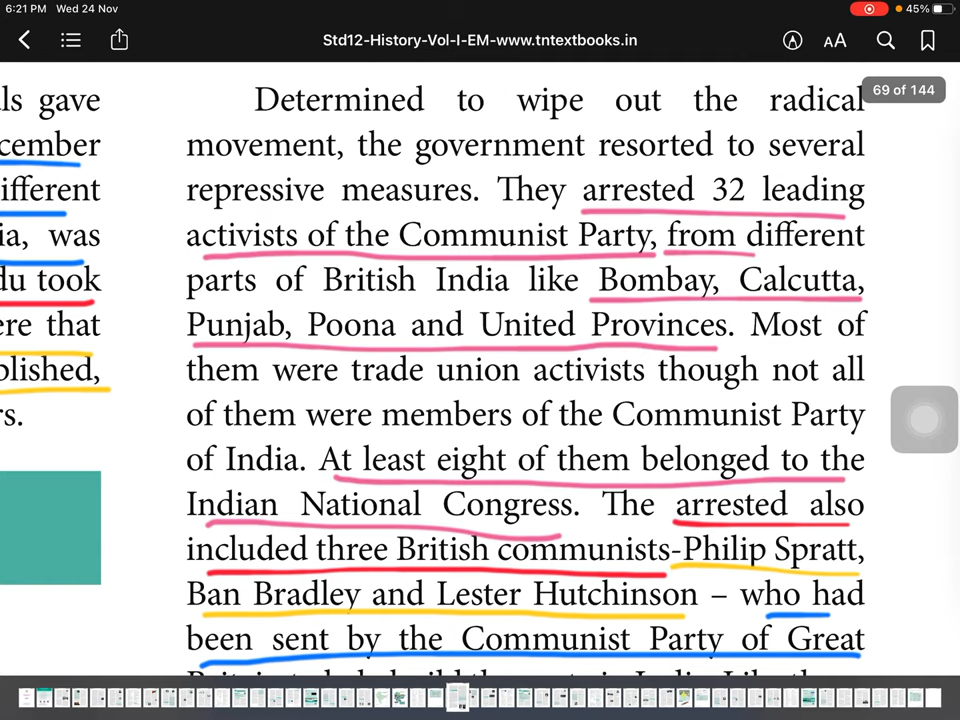 6:21 PM Wed 24 Nov
45%
Std12-History-Vol-I-EM-www.tntextbooks.in
AA
69 of 144
ls gave
cember
ifferent
ia, was
du took
ere that
blished,
rs.
Determined to wipe out the radical
movement, the government resorted to several
repressive measures. They arrested 32 leading
activists of the Communist Party, from different
parts of British India like Bombay, Calcutta,
Punjab, Poona and United Provinces. Most of
them were trade union activists though not all
of them were members of the Communist Party
of India. At least eight of them belonged to the
Indian National Congress. The arrested also
included three British communists-Philip Spratt,
Ban Bradley and Lester Hutchinson – who had
been sent by the Communist Party of Great